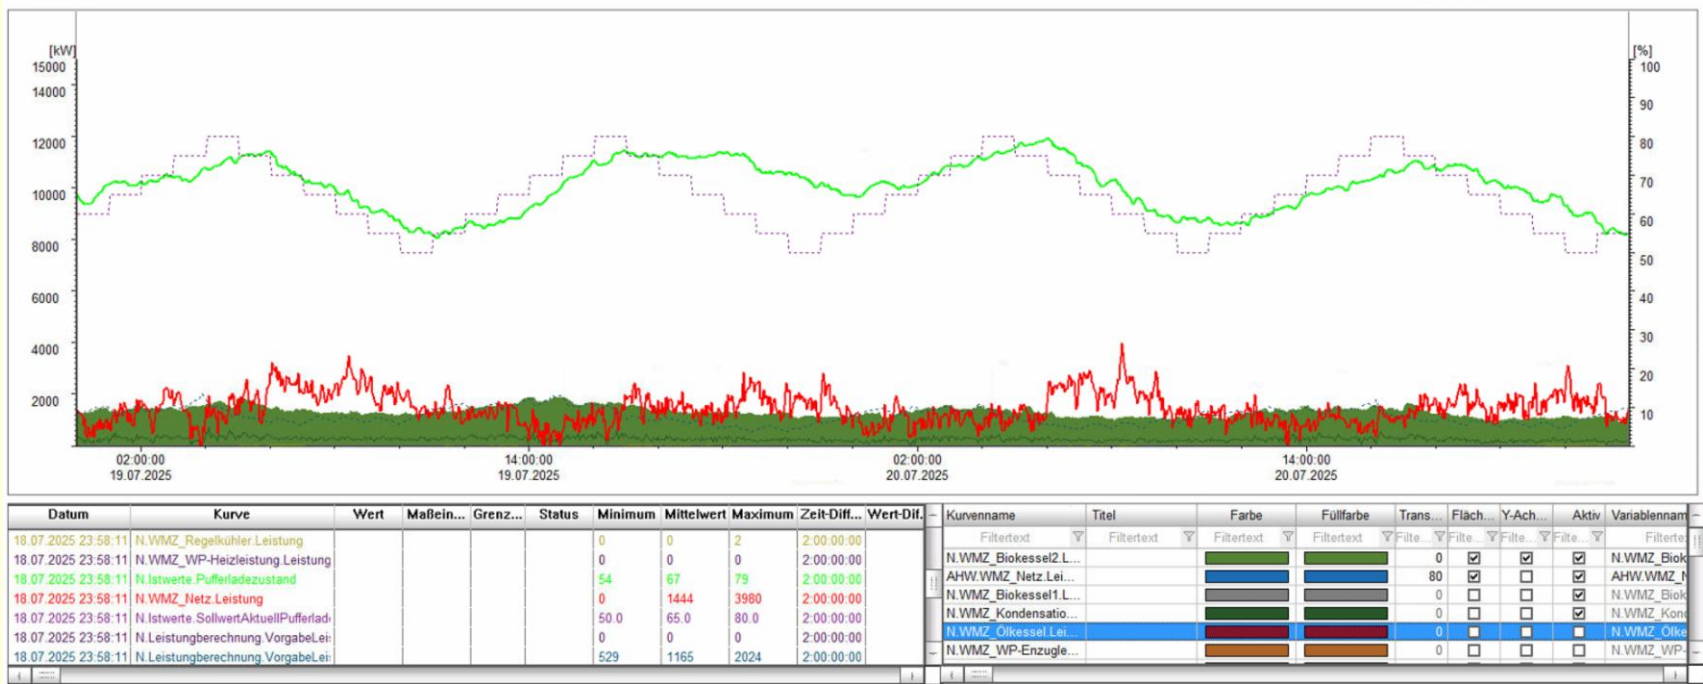 [kW] [%]
15000 100
14000
90
12000 80
10000 70
60
8000
50
6000 40
30
4000
20
2000
10
02:00:00 14:00:00 02:00:00 14:00:00
19.07.2025 19.07.2025 20.07.2025 20.07.2025
Datum Kurve Wert Maßein... Grenz... Status Minimum Mittelwert Maximum Zeit-Diff... Wert-Dif.
18.07.2025 23:58:11 N.WMZ_Regelkühler.Leistung 0 0 2 2:00:00:00
18.07.2025 23:58:11 N.WMZ_WP-Heizleistung.Leistung 0 0 0 2:00:00:00
18.07.2025 23:58:11 N.Istwerte.Pufferladezustand 54 67 79 2:00:00:00
18.07.2025 23:58:11 N.WMZ_Netz.Leistung 0 1444 3980 2:00:00:00
18.07.2025 23:58:11 N.Istwerte.SollwertAktuellPufferlad 50.0 65.0 80.0 2:00:00:00
18.07.2025 23:58:11 N.Leistungberechnung.VorgabeLei 0 0 0 2:00:00:00
18.07.2025 23:58:11 N.Leistungberechnung.VorgabeLei 529 1165 2024 2:00:00:00
Kurvenname Titel Farbe Füllfarbe Trans... Fläch... Y-Ach... Aktiv Variablennam
Filtertext Filtertext Filtertext Filtertext Filte... Filte... Filte... Filte... Filterte
N.WMZ_Biokessel2.L... 0 N.WMZ_Biok
AHW.WMZ_Netz.Lei... 80 AHW.WMZ_N
N.WMZ_Biokessel1.L... 0 N.WMZ_Biok
N.WMZ_Kondensatio... 0 N.WMZ_Kond
N.WMZ_Ölkessel.Lei... 0 N.WMZ_Ölke
N.WMZ_WP-Enzugle... 0 N.WMZ_WP-